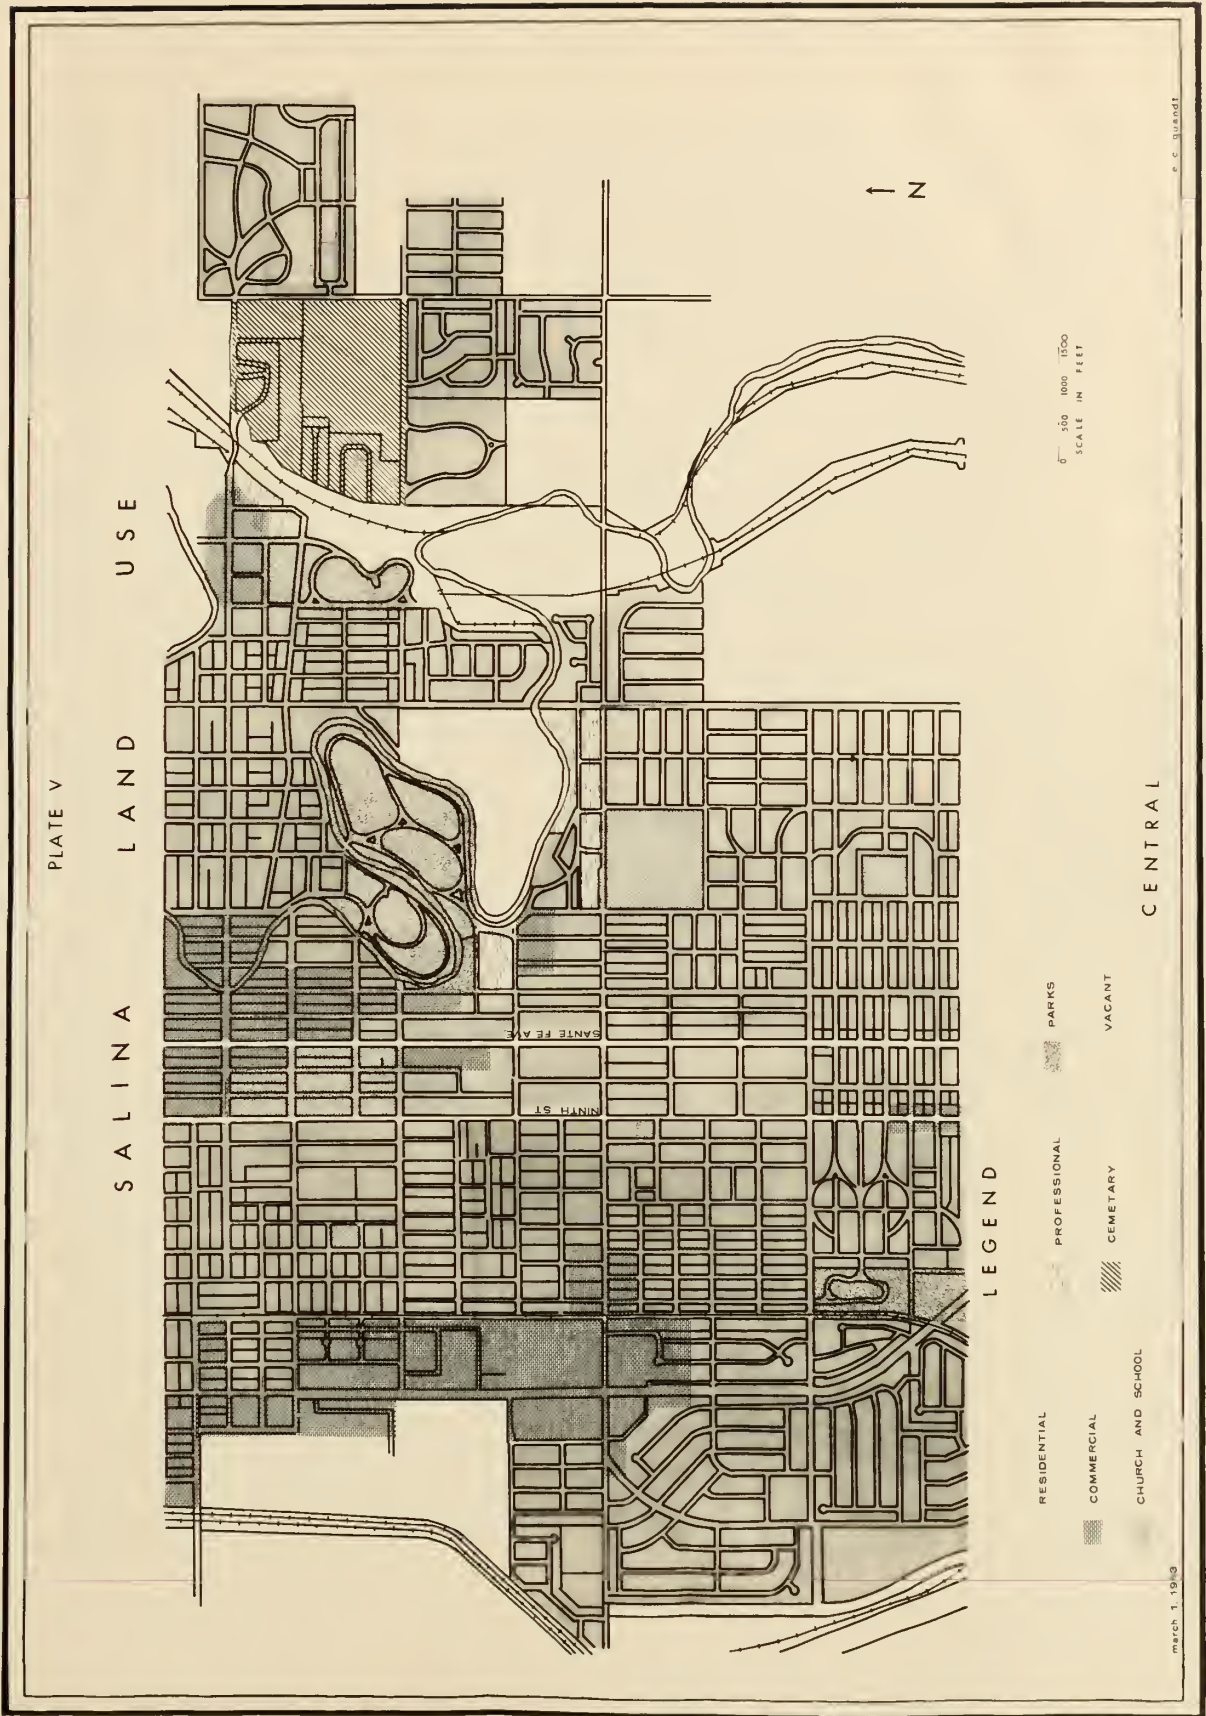 PLATE V
SALINA LAND USE
SANTE FE AVE
NINTH ST
N
0 500 1000 1500
SCALE IN FEET
LEGEND
RESIDENTIAL
PROFESSIONAL
PARKS
COMMERCIAL
CEMETARY
VACANT
CHURCH AND SCHOOL
CENTRAL
march 1, 1963
e c quandt